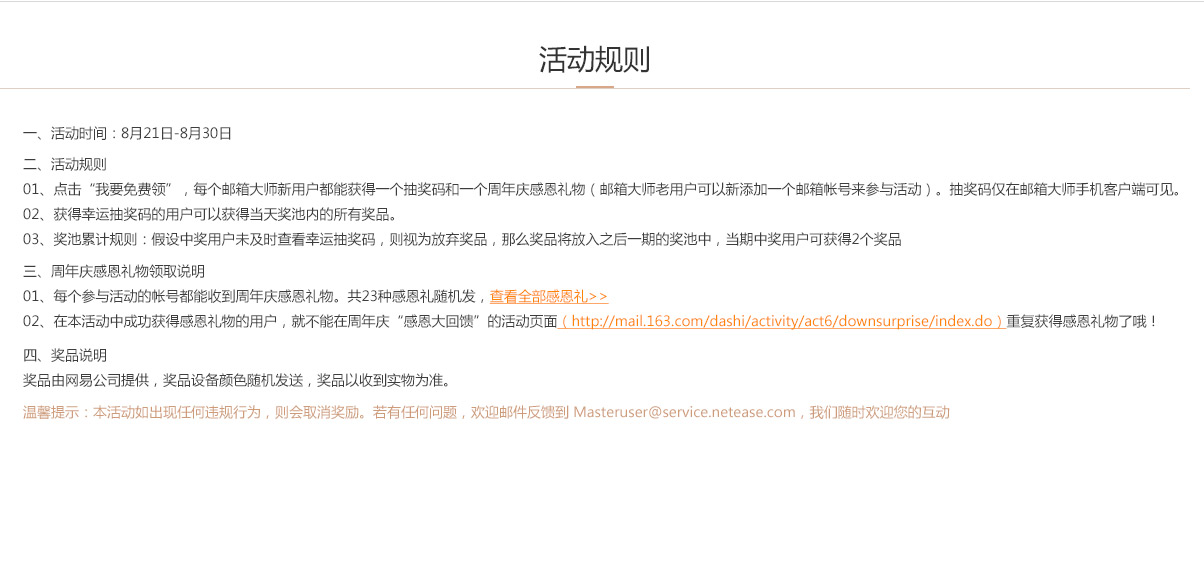 活动规则
一、活动时间：8月21日-8月30日
二、活动规则
01、点击“我要免费领”，每个邮箱大师新用户都能获得一个抽奖码和一个周年庆感恩礼物（邮箱大师老用户可以新添加一个邮箱帐号来参与活动）。抽奖码仅在邮箱大师手机客户端可见。
02、获得幸运抽奖码的用户可以获得当天奖池内的所有奖品。
03、奖池累计规则：假设中奖用户未及时查看幸运抽奖码，则视为放弃奖品，那么奖品将放入之后一期的奖池中，当期中奖用户可获得2个奖品
三、周年庆感恩礼物领取说明
01、每个参与活动的帐号都能收到周年庆感恩礼物。共23种感恩礼随机发，查看全部感恩礼>>
02、在本活动中成功获得感恩礼物的用户，就不能在周年庆“感恩大回馈”的活动页面（http://mail.163.com/dashi/activity/act6/downsurprise/index.do）重复获得感恩礼物了哦！
四、奖品说明
奖品由网易公司提供，奖品设备颜色随机发送，奖品以收到实物为准。
温馨提示：本活动如出现任何违规行为，则会取消奖励。若有任何问题，欢迎邮件反馈到 Masteruser@service.netease.com，我们随时欢迎您的互动